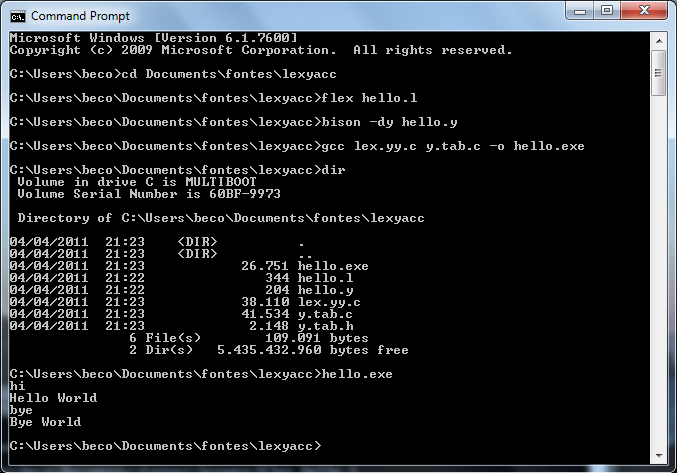 Command Prompt
Microsoft Windows [Version 6.1.7600]
Copyright (c) 2009 Microsoft Corporation.  All rights reserved.
C:\Users\beco>cd Documents\fontes\lexyacc
C:\Users\beco\Documents\fontes\lexyacc>flex hello.l
C:\Users\beco\Documents\fontes\lexyacc>bison -dy hello.y
C:\Users\beco\Documents\fontes\lexyacc>gcc lex.yy.c y.tab.c -o hello.exe
C:\Users\beco\Documents\fontes\lexyacc>dir
 Volume in drive C is MULTIBOOT
 Volume Serial Number is 60BF-9973
 Directory of C:\Users\beco\Documents\fontes\lexyacc
04/04/2011  21:23    <DIR>          .
04/04/2011  21:23    <DIR>          ..
04/04/2011  21:23            26.751 hello.exe
04/04/2011  21:22               344 hello.l
04/04/2011  21:22               204 hello.y
04/04/2011  21:23            38.110 lex.yy.c
04/04/2011  21:23            41.534 y.tab.c
04/04/2011  21:23             2.148 y.tab.h
               6 File(s)        109.091 bytes
               2 Dir(s)   5.435.432.960 bytes free
C:\Users\beco\Documents\fontes\lexyacc>hello.exe
hi
Hello World
bye
Bye World
C:\Users\beco\Documents\fontes\lexyacc>